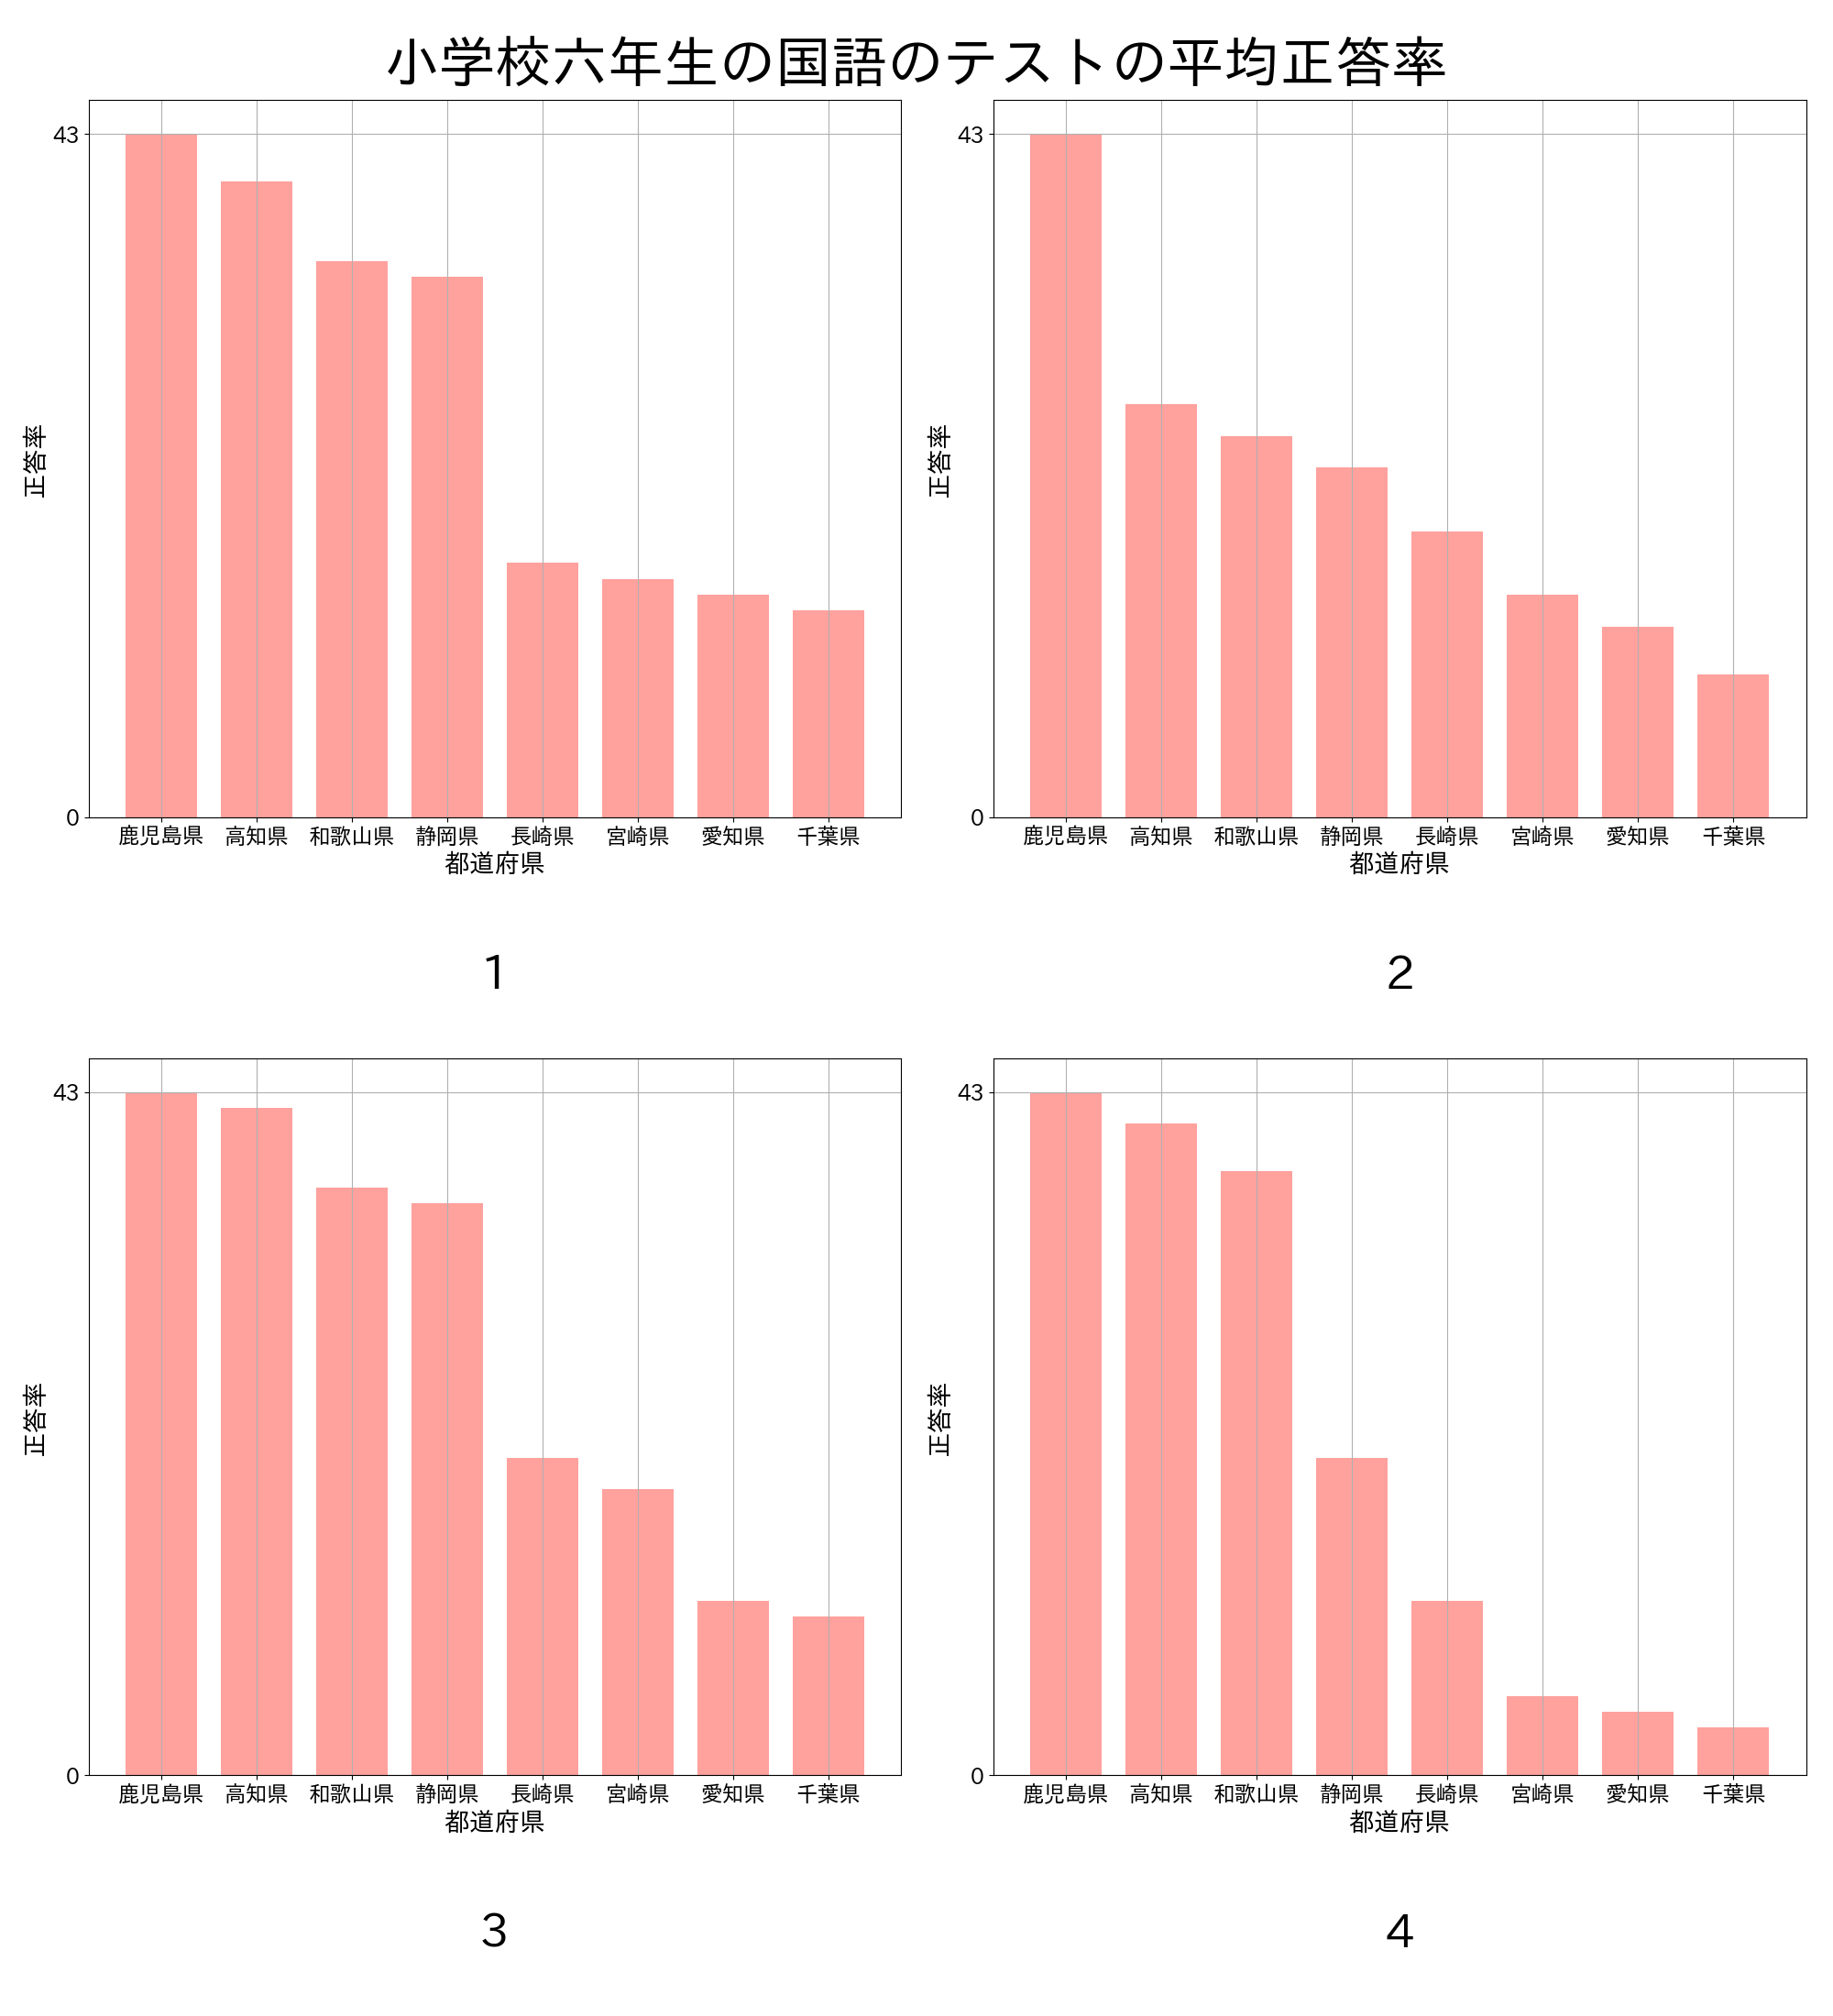 小学校六年生の国語のテストの平均正答率
43
0
正答率
鹿児島県 高知県 和歌山県 静岡県 長崎県 宮崎県 愛知県 千葉県
都道府県
1
43
0
正答率
鹿児島県 高知県 和歌山県 静岡県 長崎県 宮崎県 愛知県 千葉県
都道府県
2
43
0
正答率
鹿児島県 高知県 和歌山県 静岡県 長崎県 宮崎県 愛知県 千葉県
都道府県
3
43
0
正答率
鹿児島県 高知県 和歌山県 静岡県 長崎県 宮崎県 愛知県 千葉県
都道府県
4